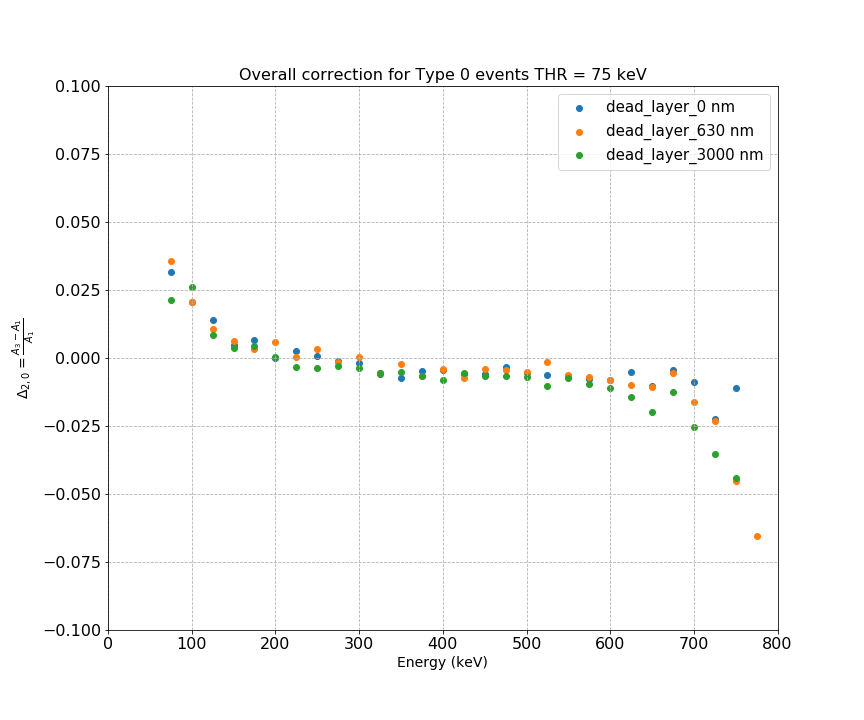 Overall correction for Type 0 events THR = 75 keV
0.100
0.075
0.050
0.025
0.000
−0.025
−0.050
−0.075
−0.100
Δ2,0 = A3 − A1 / A1
dead_layer_0 nm
dead_layer_630 nm
dead_layer_3000 nm
0 100 200 300 400 500 600 700 800
Energy (keV)